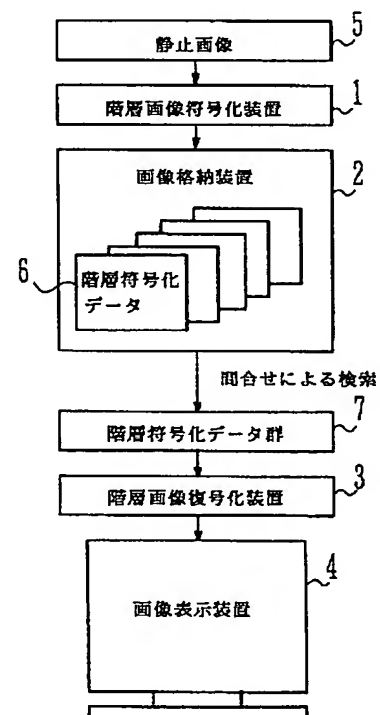 静止画像
5
階層画像符号化装置
1
画像格納装置
2
6
階層符号化
データ
問合せによる検索
階層符号化データ群
7
階層画像復号化装置
3
画像表示装置
4